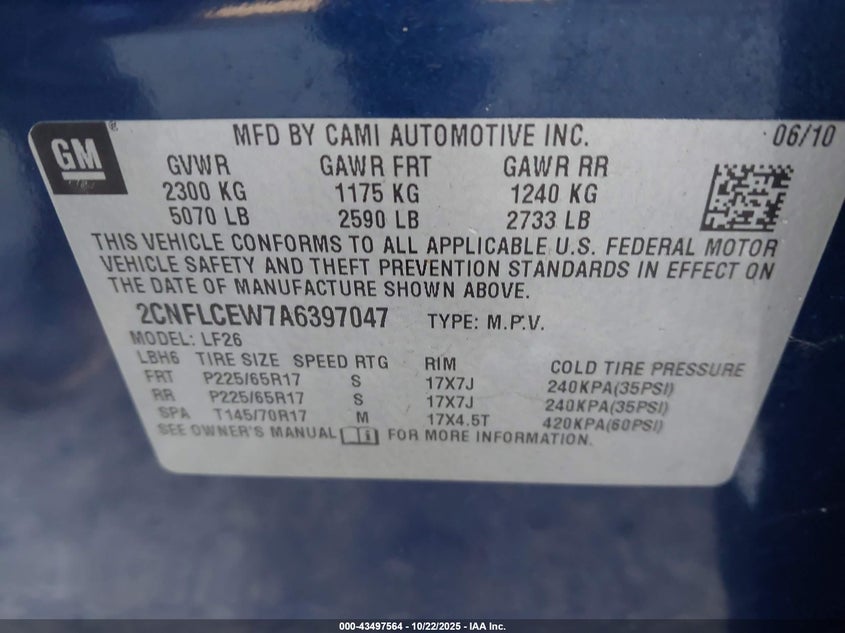 GM
MFD BY CAMI AUTOMOTIVE INC. 06/10
GVWR GAWR FRT GAWR RR
2300 KG 1175 KG 1240 KG
5070 LB 2590 LB 2733 LB
THIS VEHICLE CONFORMS TO ALL APPLICABLE U.S. FEDERAL MOTOR
VEHICLE SAFETY AND THEFT PREVENTION STANDARDS IN EFFECT ON
THE DATE OF MANUFACTURE SHOWN ABOVE.
2CNFLCEW7A6397047 TYPE: M.P.V.
MODEL: LF26
LBH6 TIRE SIZE SPEED RTG RIM COLD TIRE PRESSURE
FRT P225/65R17 S 17X7J 240KPA(35PSI)
RR P225/65R17 S 17X7J 240KPA(35PSI)
SPA T145/70R17 M 17X4.5T 420KPA(60PSI)
SEE OWNER'S MANUAL FOR MORE INFORMATION.
000-43497564 - 10/22/2025 - IAA Inc.